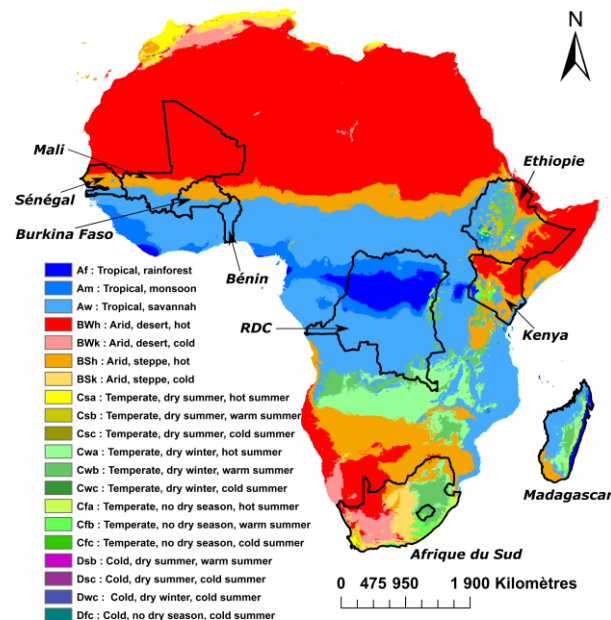 N
Mali
Ethiopie
Sénégal
Burkina Faso
Bénin
RDC
Kenya
Af : Tropical, rainforest
Am : Tropical, monsoon
Aw : Tropical, savannah
BWh : Arid, desert, hot
BWk : Arid, desert, cold
BSh : Arid, steppe, hot
BSk : Arid, steppe, cold
Csa : Temperate, dry summer, hot summer
Csb : Temperate, dry summer, warm summer
Csc : Temperate, dry summer, cold summer
Cwa : Temperate, dry winter, hot summer
Cwb : Temperate, dry winter, warm summer
Cwc : Temperate, dry winter, cold summer
Cfa : Temperate, no dry season, hot summer
Cfb : Temperate, no dry season, warm summer
Cfc : Temperate, no dry season, cold summer
Dsb : Cold, dry summer, warm summer
Dsc : Cold, dry summer, cold summer
Dwc : Cold, dry winter, cold summer
Dfc : Cold, no dry season, cold summer
Madagascar
Afrique du Sud
0 475 950 1 900 Kilomètres